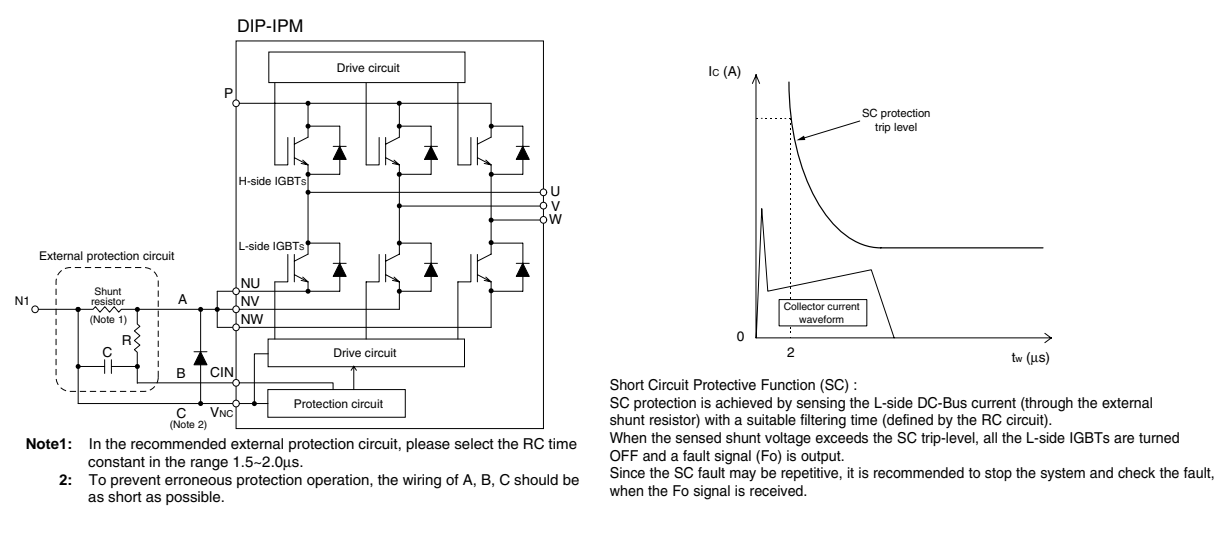 DIP-IPM
Drive circuit
P
H-side IGBTs
U
V
W
L-side IGBTs
External protection circuit
NU
N1
Shunt
resistor
(Note 1)
A
NV
NW
R
C
Drive circuit
B
CIN
Protection circuit
C
(Note 2)
VNC
Note1: In the recommended external protection circuit, please select the RC time
constant in the range 1.5~2.0μs.
2: To prevent erroneous protection operation, the wiring of A, B, C should be
as short as possible.
IC (A)
SC protection
trip level
Collector current
waveform
0
2
tw (μs)
Short Circuit Protective Function (SC) :
SC protection is achieved by sensing the L-side DC-Bus current (through the external
shunt resistor) with a suitable filtering time (defined by the RC circuit).
When the sensed shunt voltage exceeds the SC trip-level, all the L-side IGBTs are turned
OFF and a fault signal (Fo) is output.
Since the SC fault may be repetitive, it is recommended to stop the system and check the fault,
when the Fo signal is received.